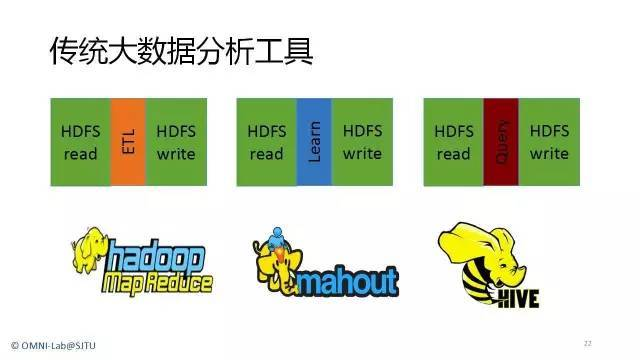 传统大数据分析工具
HDFS read
ETL
HDFS write
HDFS read
Learn
HDFS write
HDFS read
Query
HDFS write
hadoop
Map Reduce
mahout
HIVE
© OMNI-Lab@SJTU
22